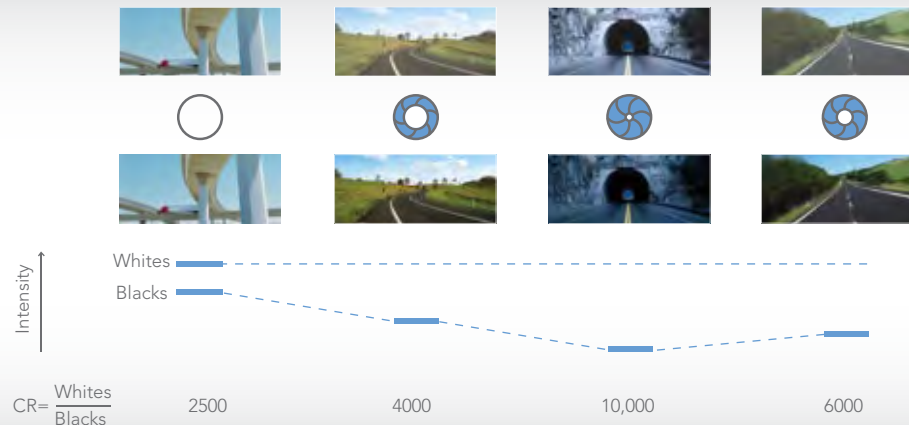 Whites
Blacks
Intensity
CR= Whites
Blacks
2500 4000 10,000 6000